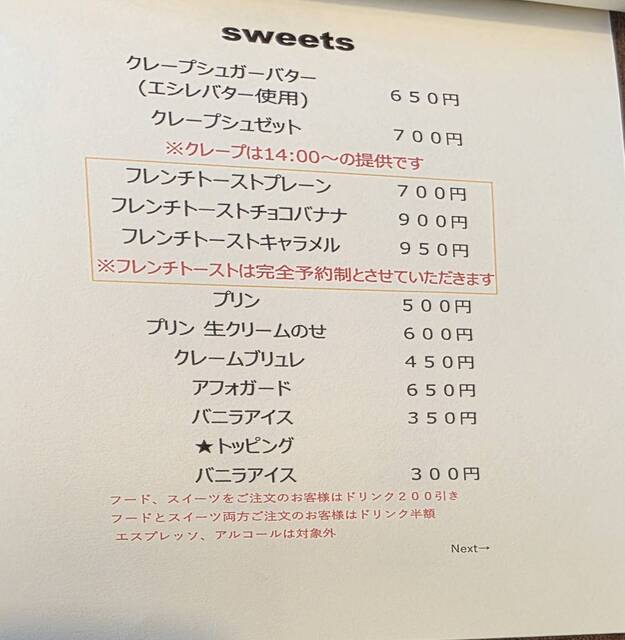 sweets
クレープシュガーバター
(エシレバター使用) ６５０円
クレープシュゼット ７００円
※クレープは14:00～の提供です
フレンチトーストプレーン ７００円
フレンチトーストチョコバナナ ９００円
フレンチトーストキャラメル ９５０円
※フレンチトーストは完全予約制とさせていただきます
プリン ５００円
プリン 生クリームのせ ６００円
クレームブリュレ ４５０円
アフォガード ６５０円
バニラアイス ３５０円
★トッピング
バニラアイス ３００円
フード、スイーツをご注文のお客様はドリンク２００引き
フードとスイーツ両方ご注文のお客様はドリンク半額
エスプレッソ、アルコールは対象外
Next→